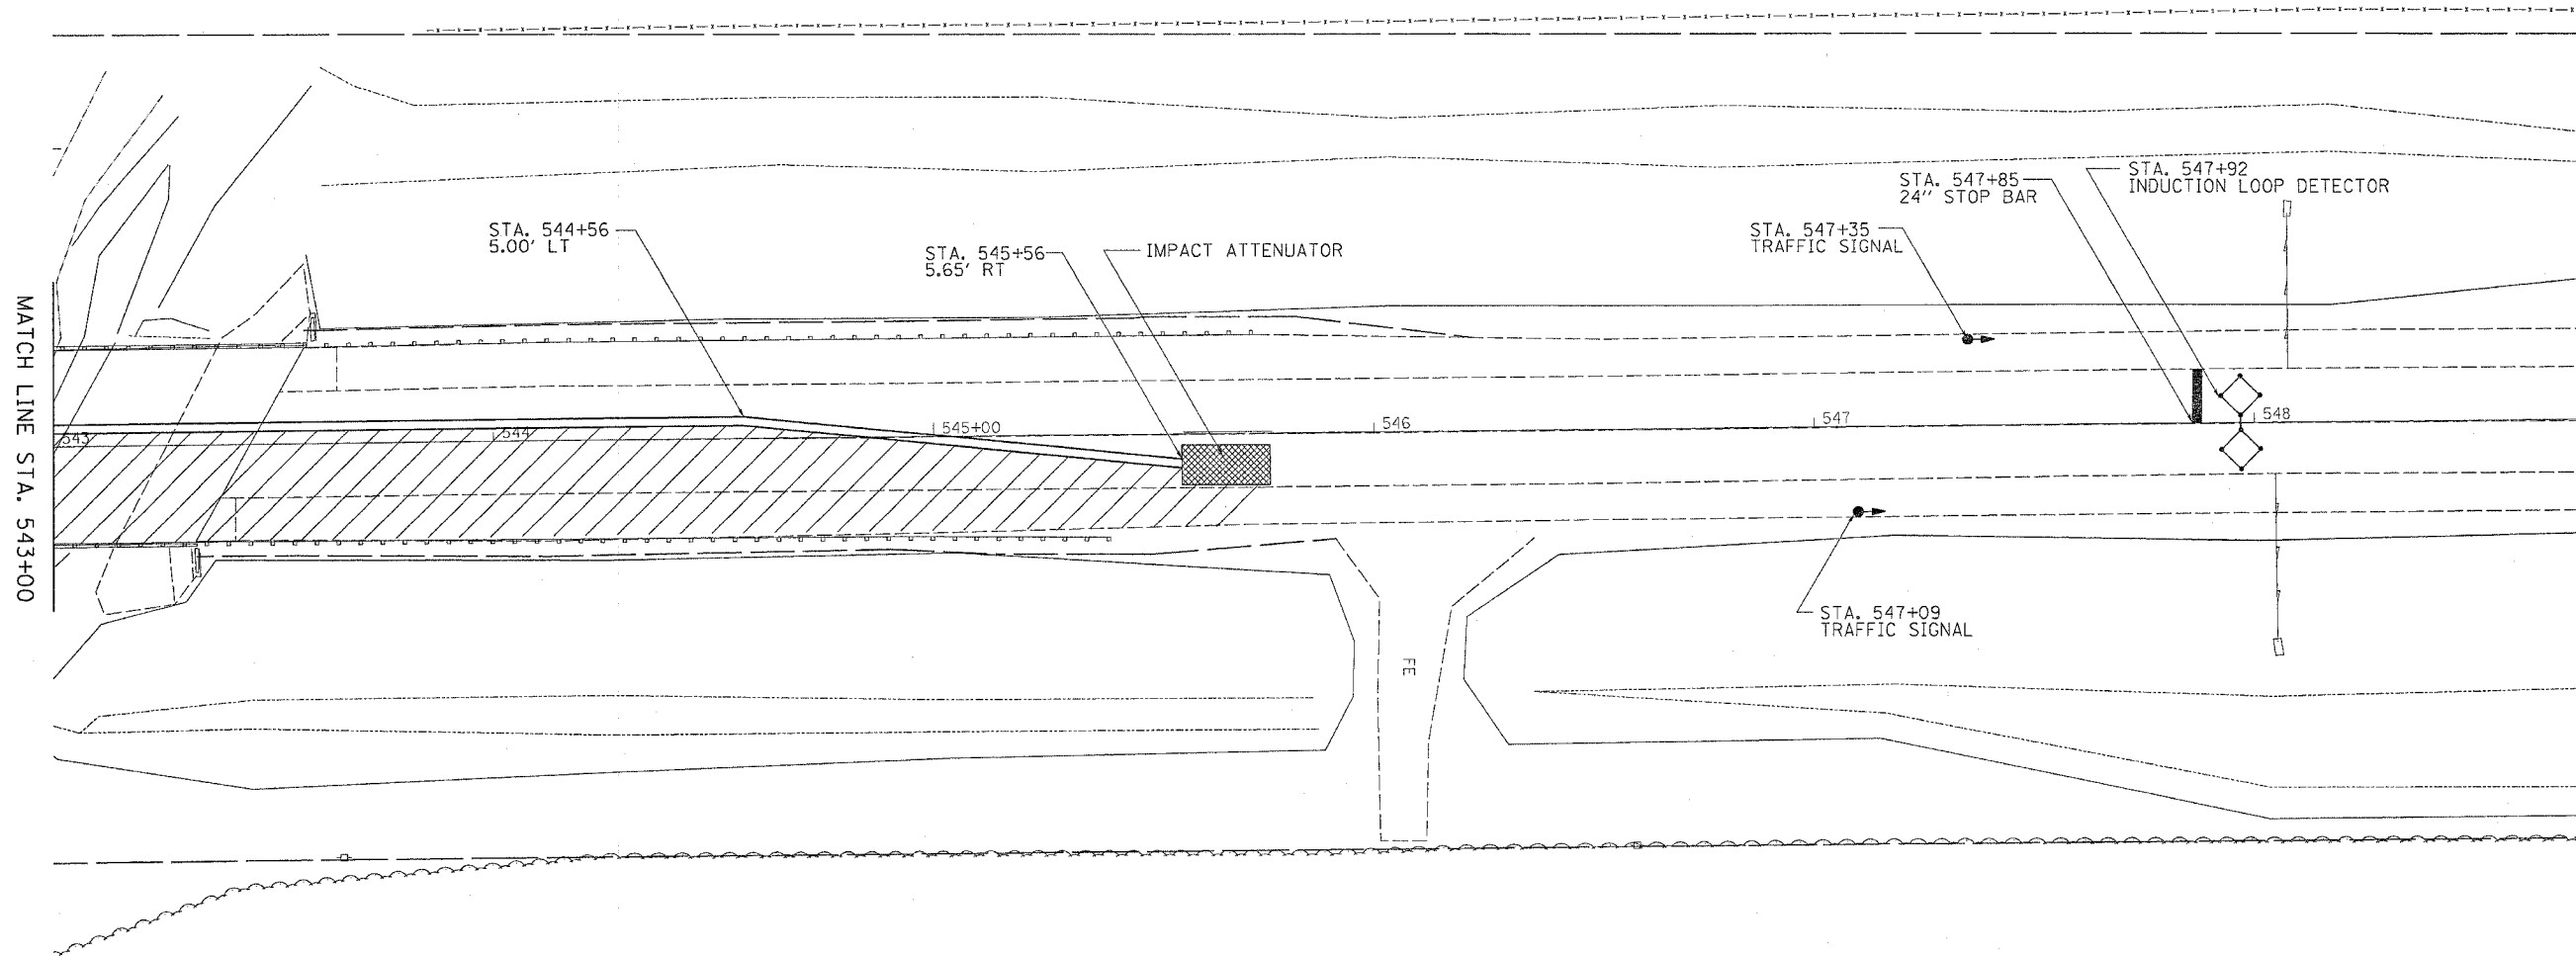 STA. 547+92
INDUCTION LOOP DETECTOR
STA. 547+85
24" STOP BAR
STA. 544+56
5.00' LT
STA. 545+56
5.65' RT
IMPACT ATTENUATOR
STA. 547+35
TRAFFIC SIGNAL
MATCH LINE STA. 543+00
543
544
545+00
546
547
548
STA. 547+09
TRAFFIC SIGNAL
FE